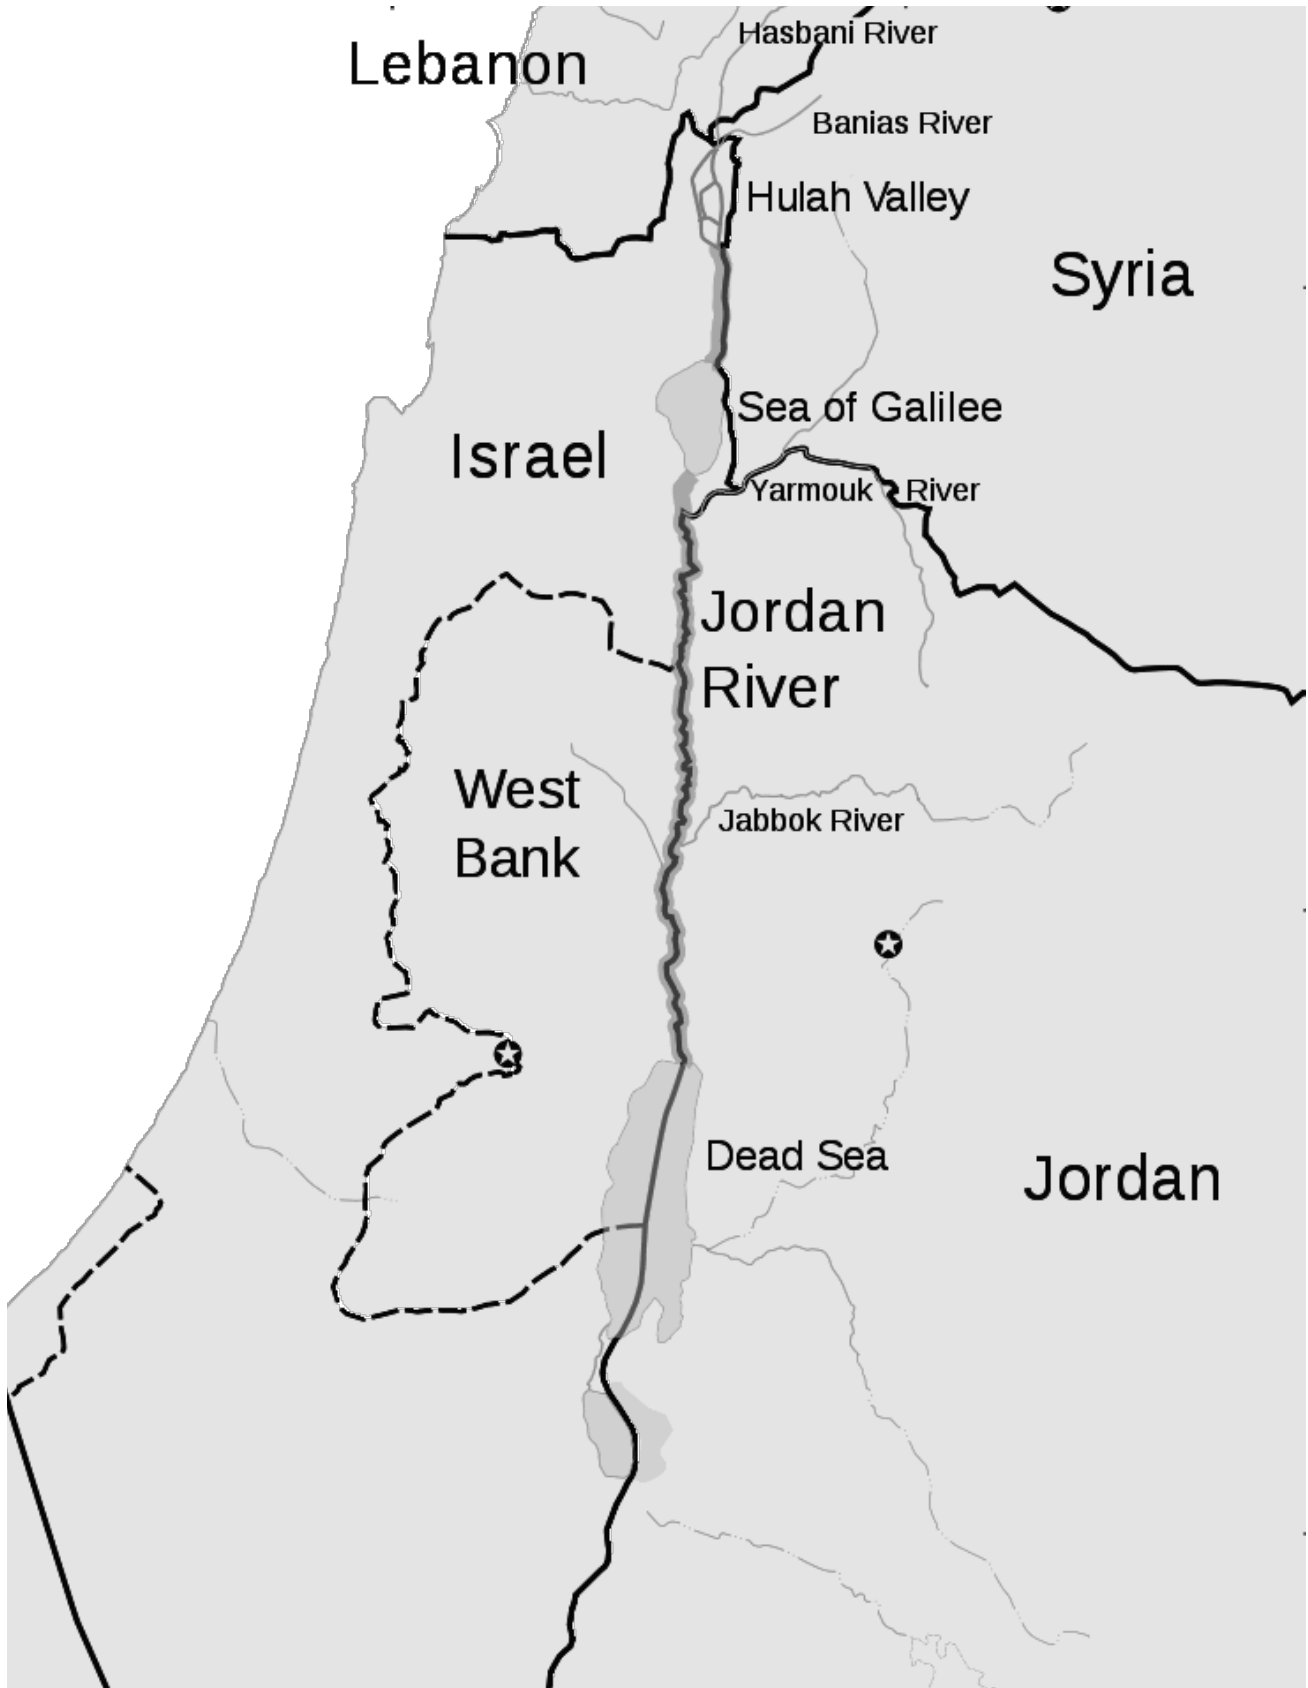 Hasbani River
Lebanon
Banias River
Hulah Valley
Syria
Sea of Galilee
Israel
Yarmouk River
Jordan
River
West
Bank
Jabbok River
Dead Sea
Jordan